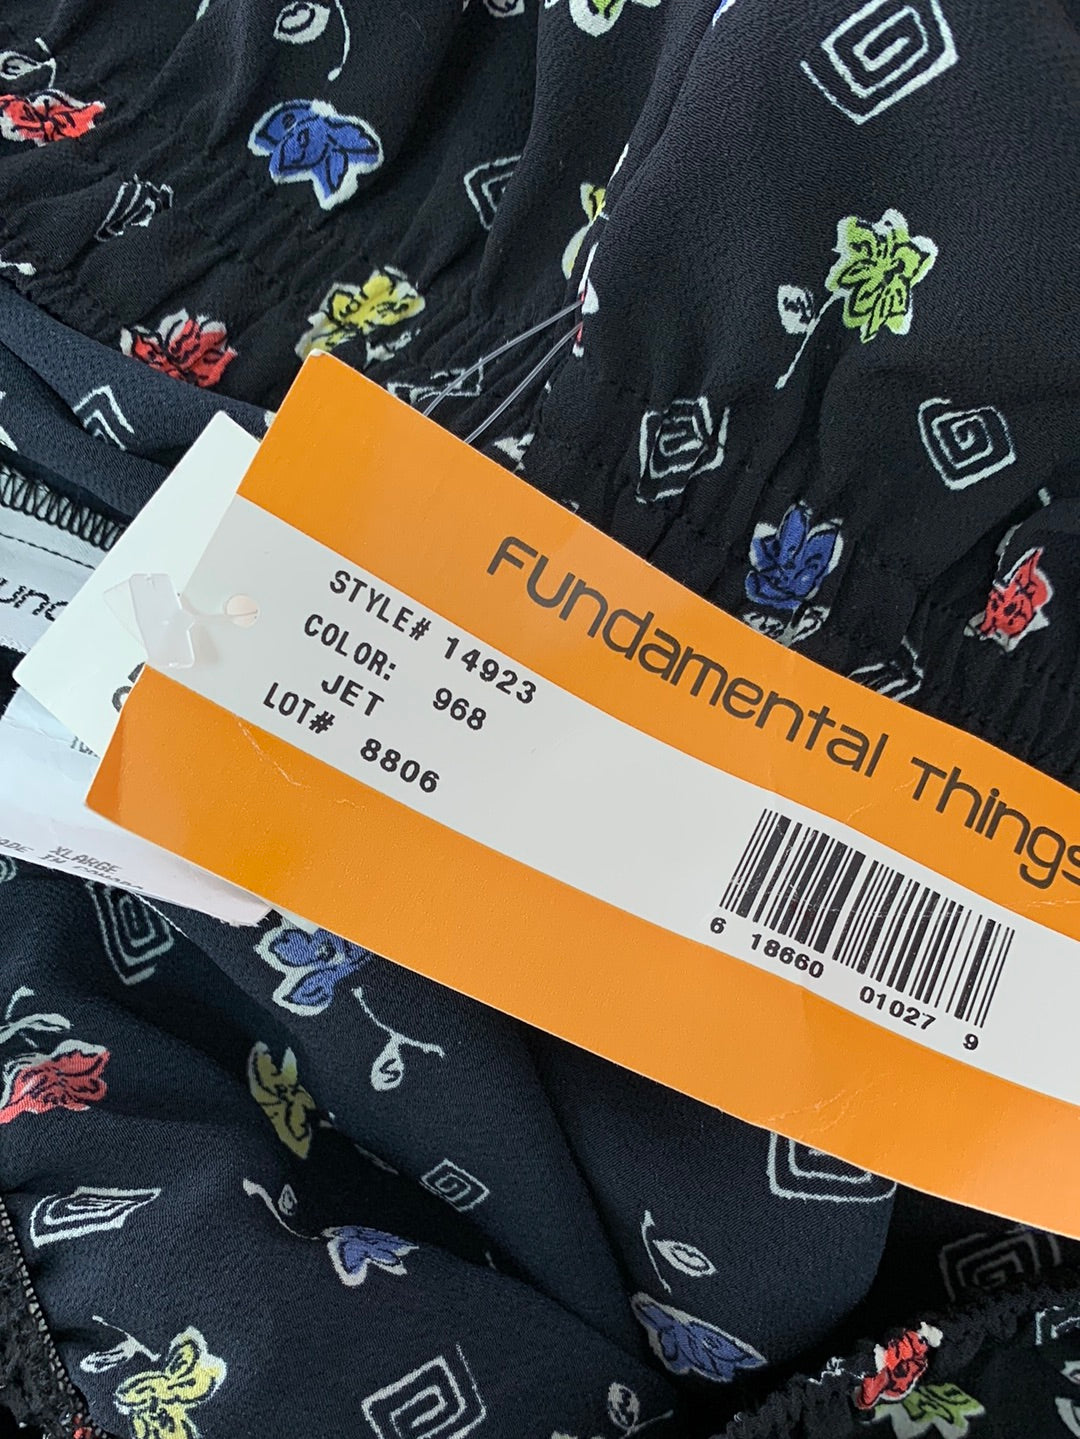 Fundamental Things
STYLE# 14923
COLOR: 968
JET
LOT# 8806
6 18660 01027 9
XLARGE